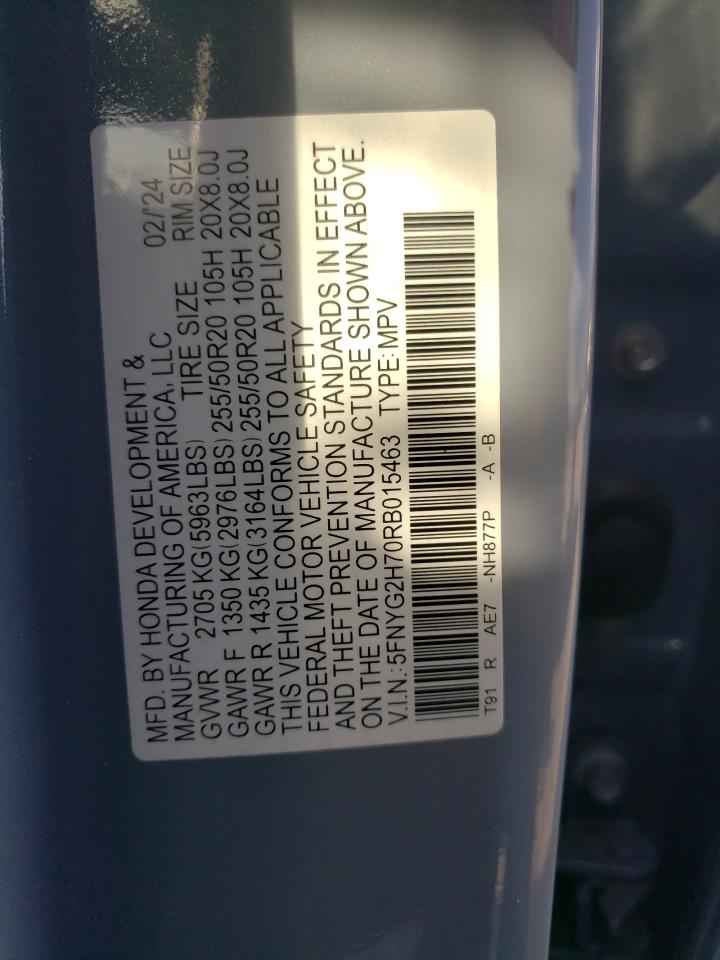 MFD. BY HONDA DEVELOPMENT & 02/'24
MANUFACTURING OF AMERICA, LLC
TIRE SIZE RIM SIZE
GVWR 2705 KG(5963LBS)
GAWR F 1350 KG(2976LBS) 255/50R20 105H 20X8.0J
GAWR R 1435 KG(3164LBS) 255/50R20 105H 20X8.0J
THIS VEHICLE CONFORMS TO ALL APPLICABLE
FEDERAL MOTOR VEHICLE SAFETY
AND THEFT PREVENTION STANDARDS IN EFFECT
ON THE DATE OF MANUFACTURE SHOWN ABOVE.
V.I.N.:5FNYG2H70RB015463 TYPE:MPV
T91 R AE7 -NH877P -A -B